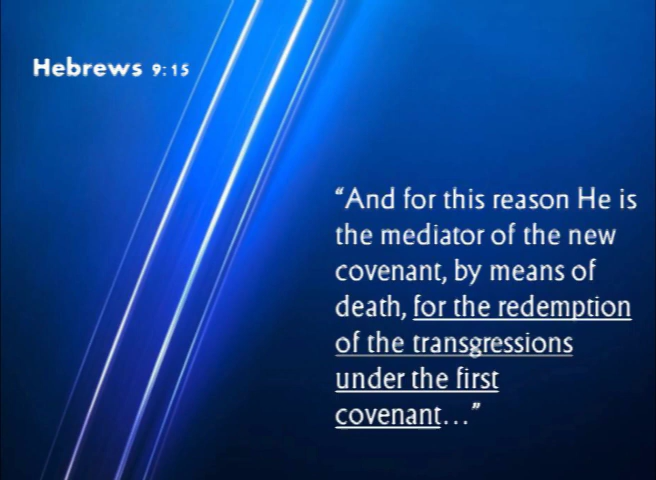 Hebrews 9:15
“And for this reason He is
the mediator of the new
covenant, by means of
death, for the redemption
of the transgressions
under the first
covenant…”